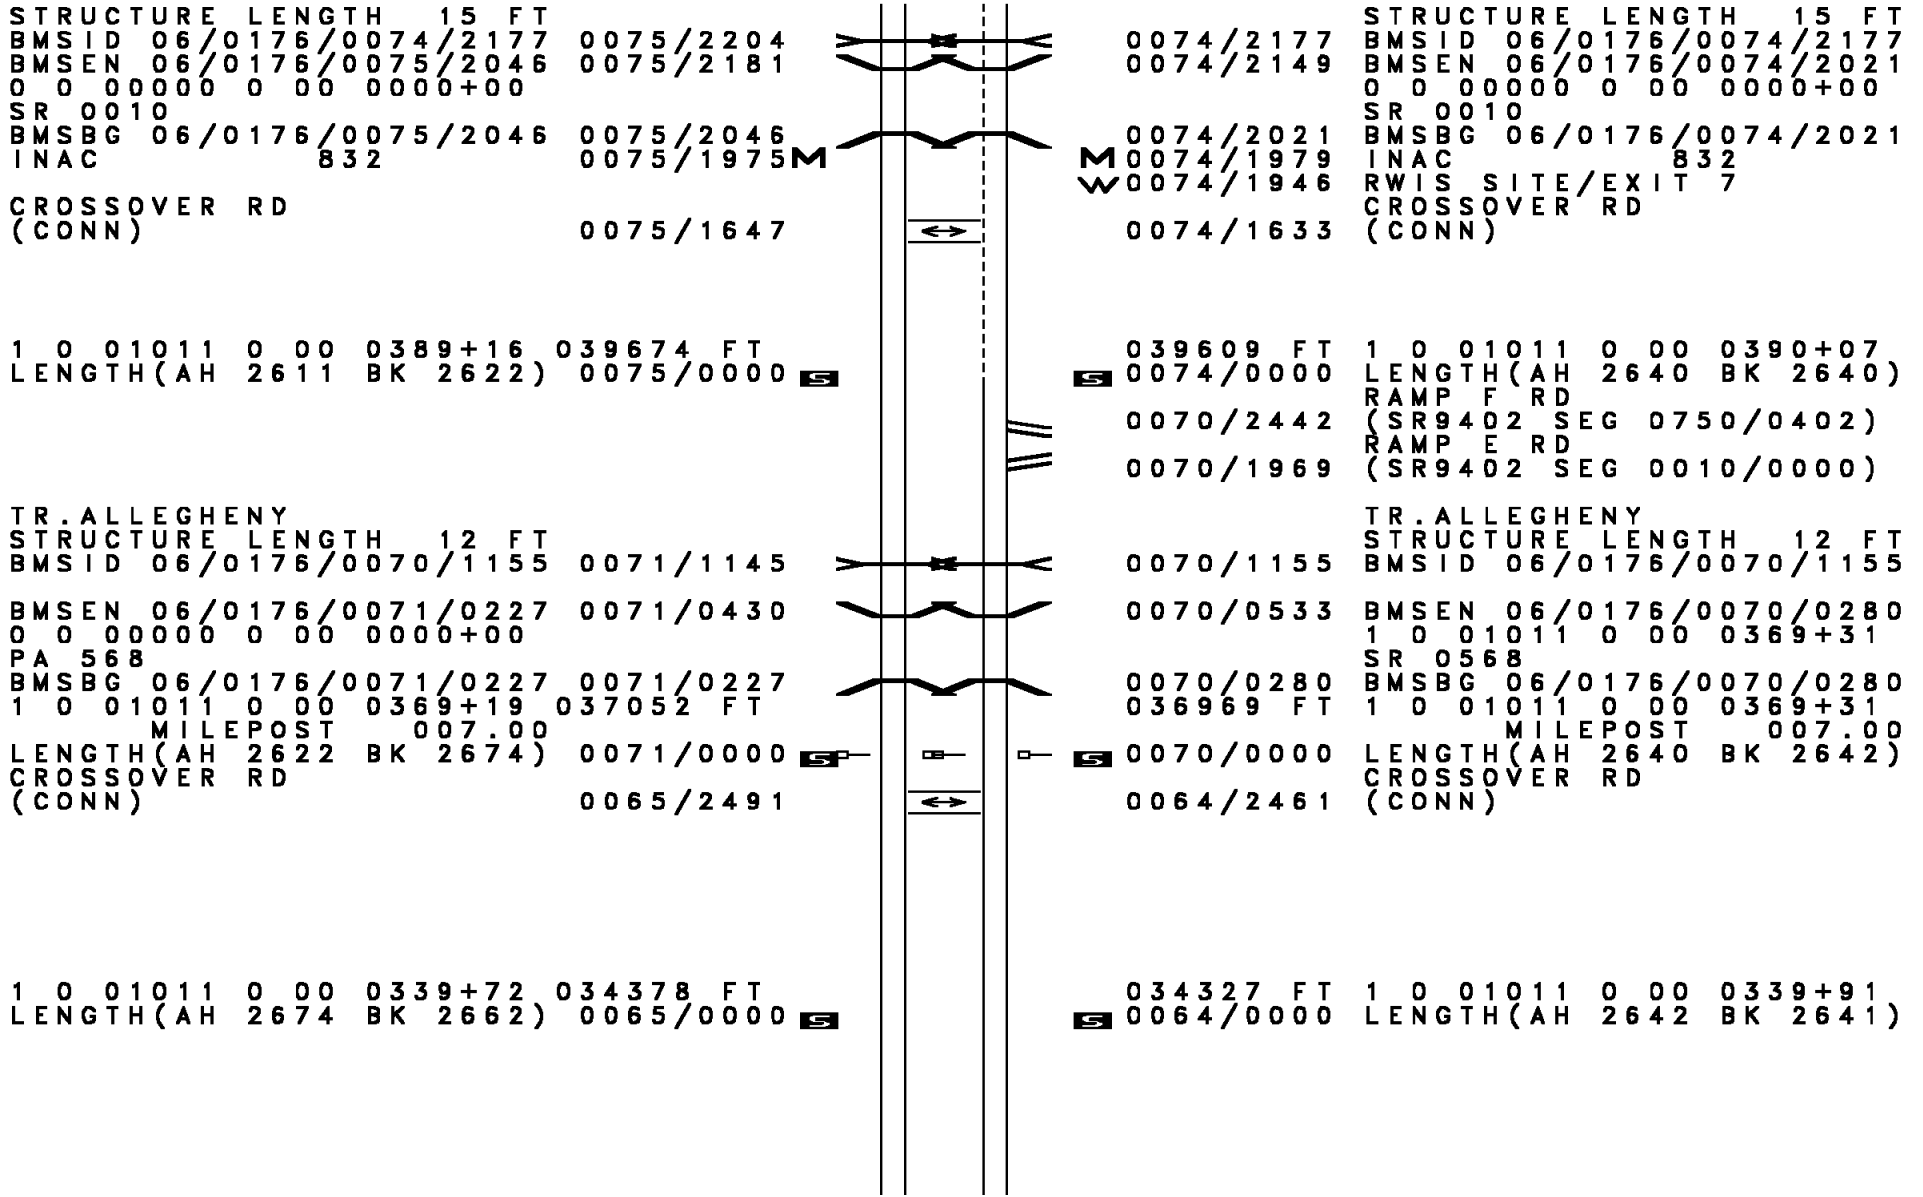 STRUCTURE LENGTH 15 FT STRUCTURE LENGTH 15 FT
BMSID 06/0176/0074/2177 0075/2204 0074/2177 BMSID 06/0176/0074/2177
BMSEN 06/0176/0075/2046 0075/2181 0074/2149 BMSEN 06/0176/0074/2021
0 0 00000 0 00 0000+00 0 0 00000 0 00 0000+00
SR 0010 SR 0010
BMSBG 06/0176/0075/2046 0075/2046 0074/2021 BMSBG 06/0176/0074/2021
INAC 832 0075/1975 M M 0074/1979 INAC 832
W 0074/1946 RWIS SITE/EXIT 7
CROSSOVER RD CROSSOVER RD
(CONN) 0075/1647 0074/1633 (CONN)
1 0 01011 0 00 0389+16 039674 FT 039609 FT 1 0 01011 0 00 0390+07
LENGTH(AH 2611 BK 2622) 0075/0000 S S 0074/0000 LENGTH(AH 2640 BK 2640)
RAMP F RD
0070/2442 (SR9402 SEG 0750/0402)
RAMP E RD
0070/1969 (SR9402 SEG 0010/0000)
TR.ALLEGHENY TR.ALLEGHENY
STRUCTURE LENGTH 12 FT STRUCTURE LENGTH 12 FT
BMSID 06/0176/0070/1155 0071/1145 0070/1155 BMSID 06/0176/0070/1155
BMSEN 06/0176/0071/0227 0071/0430 0070/0533 BMSEN 06/0176/0070/0280
0 0 00000 0 00 0000+00 1 0 01011 0 00 0369+31
PA 568 SR 0568
BMSBG 06/0176/0071/0227 0071/0227 0070/0280 BMSBG 06/0176/0070/0280
1 0 01011 0 00 0369+19 037052 FT 036969 FT 1 0 01011 0 00 0369+31
MILEPOST 007.00 MILEPOST 007.00
LENGTH(AH 2622 BK 2674) 0071/0000 S S 0070/0000 LENGTH(AH 2640 BK 2642)
CROSSOVER RD CROSSOVER RD
(CONN) 0065/2491 0064/2461 (CONN)
1 0 01011 0 00 0339+72 034378 FT 034327 FT 1 0 01011 0 00 0339+91
LENGTH(AH 2674 BK 2662) 0065/0000 S S 0064/0000 LENGTH(AH 2642 BK 2641)